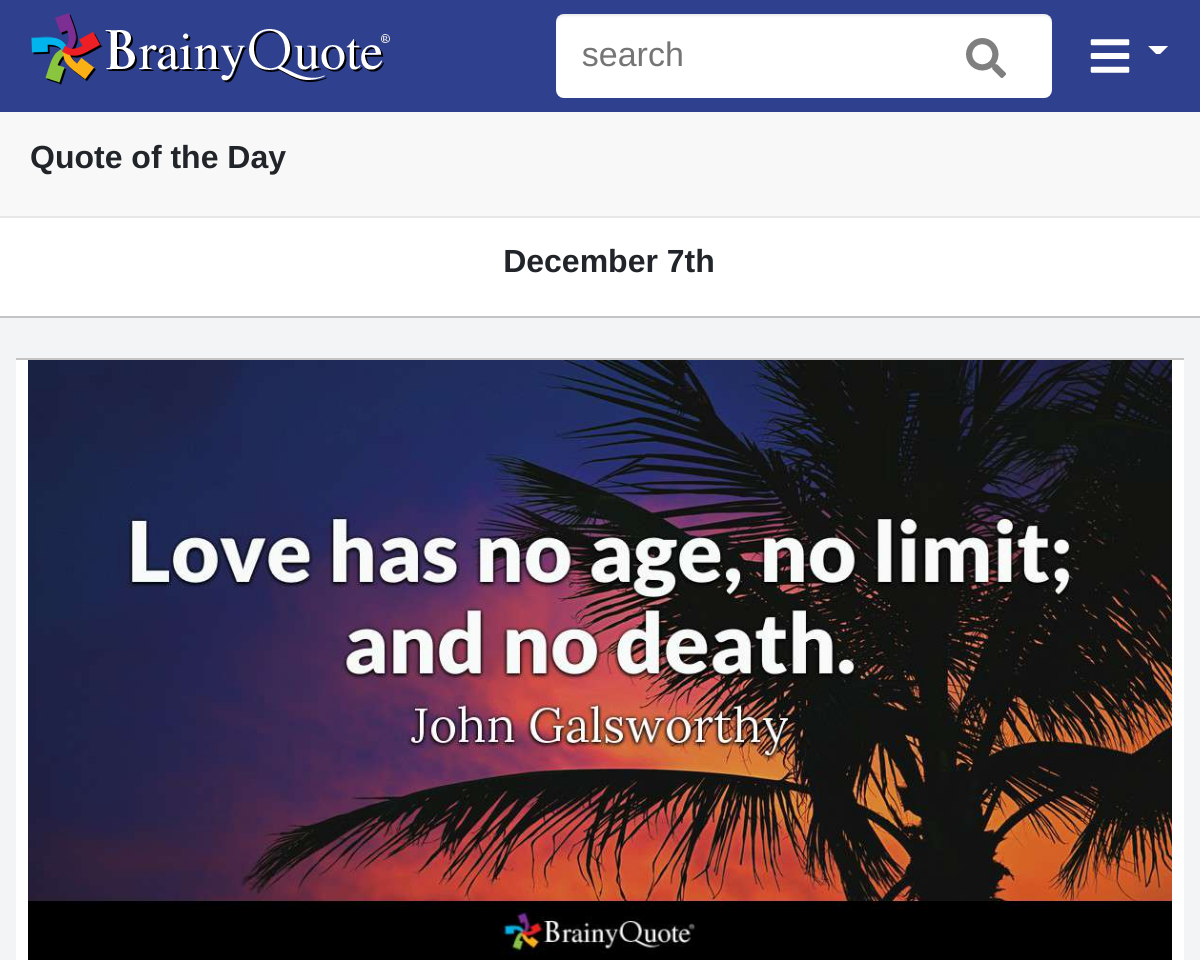 BrainyQuote®
search
Quote of the Day
December 7th
Love has no age, no limit;
and no death.
John Galsworthy
BrainyQuote®